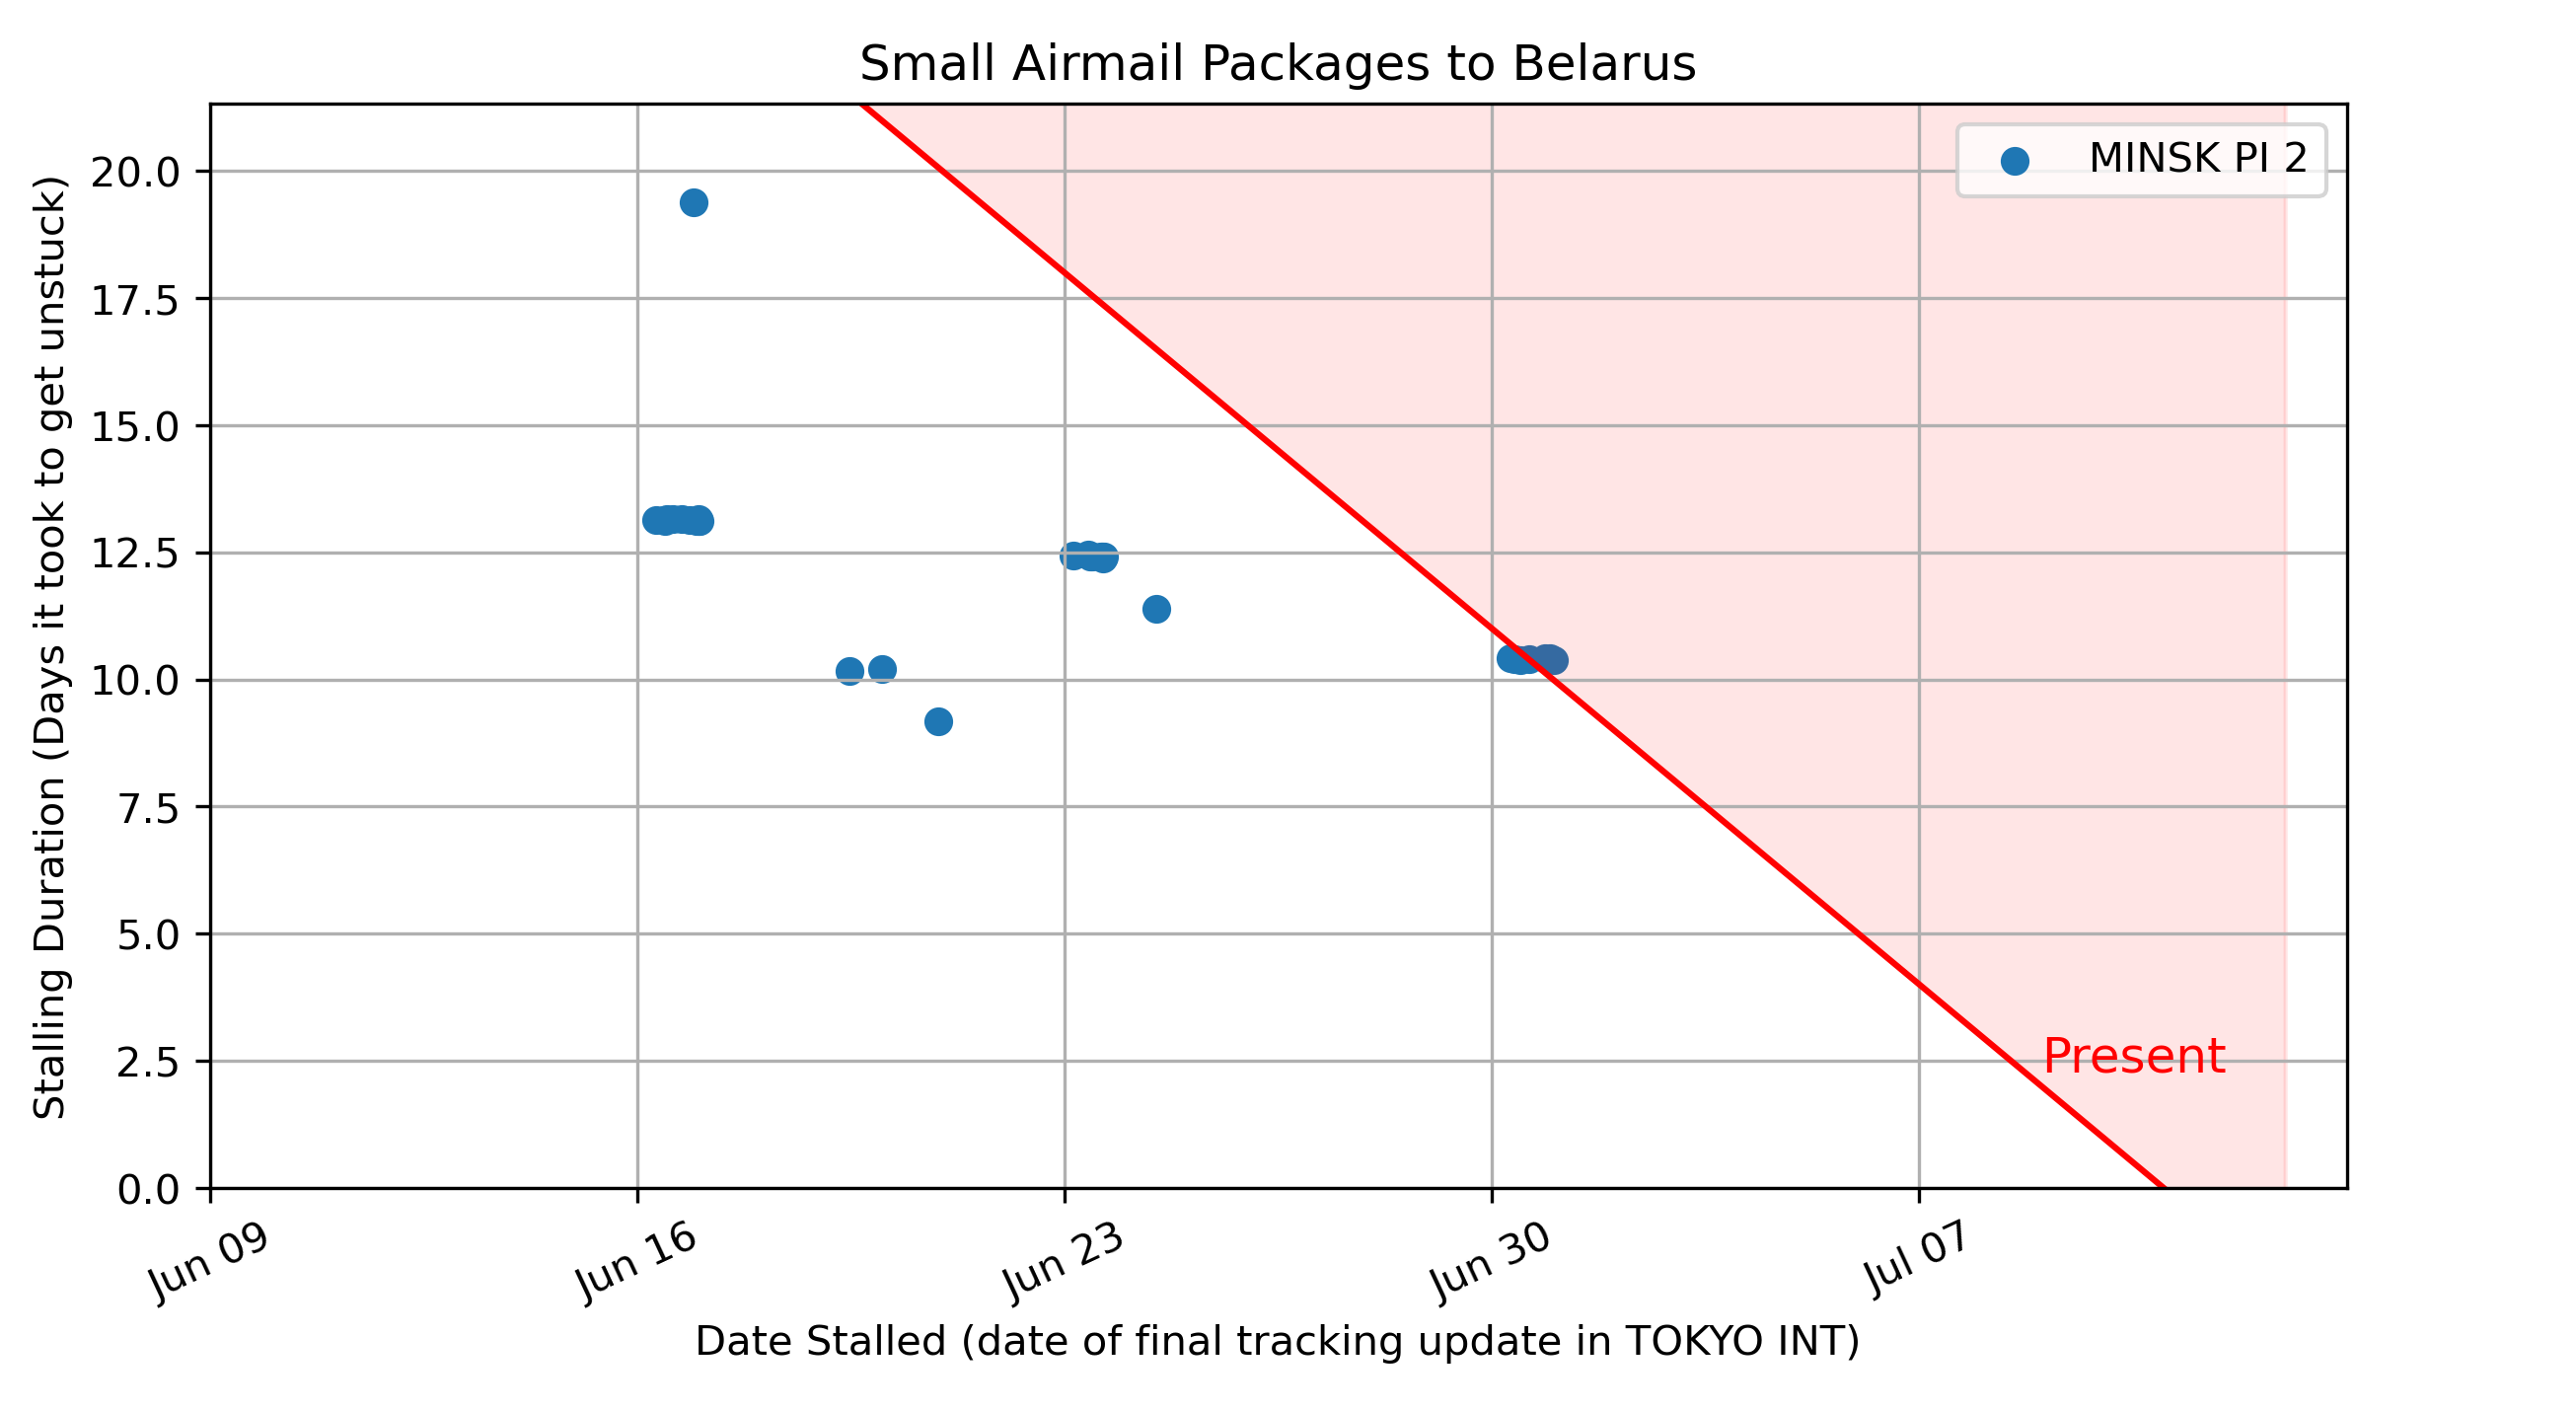 Small Airmail Packages to Belarus
MINSK PI 2
Stalling Duration (Days it took to get unstuck)
20.0
17.5
15.0
12.5
10.0
7.5
5.0
2.5
0.0
Present
Jun 09
Jun 16
Jun 23
Jun 30
Jul 07
Date Stalled (date of final tracking update in TOKYO INT)